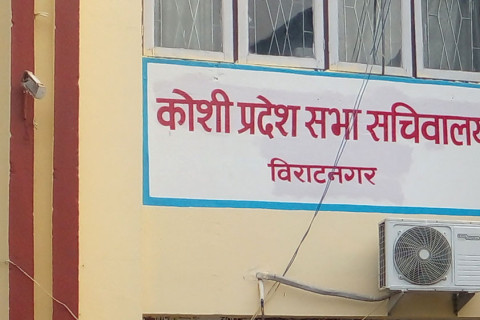 कोशी प्रदेश सभा सचिवालय
विराटनगर